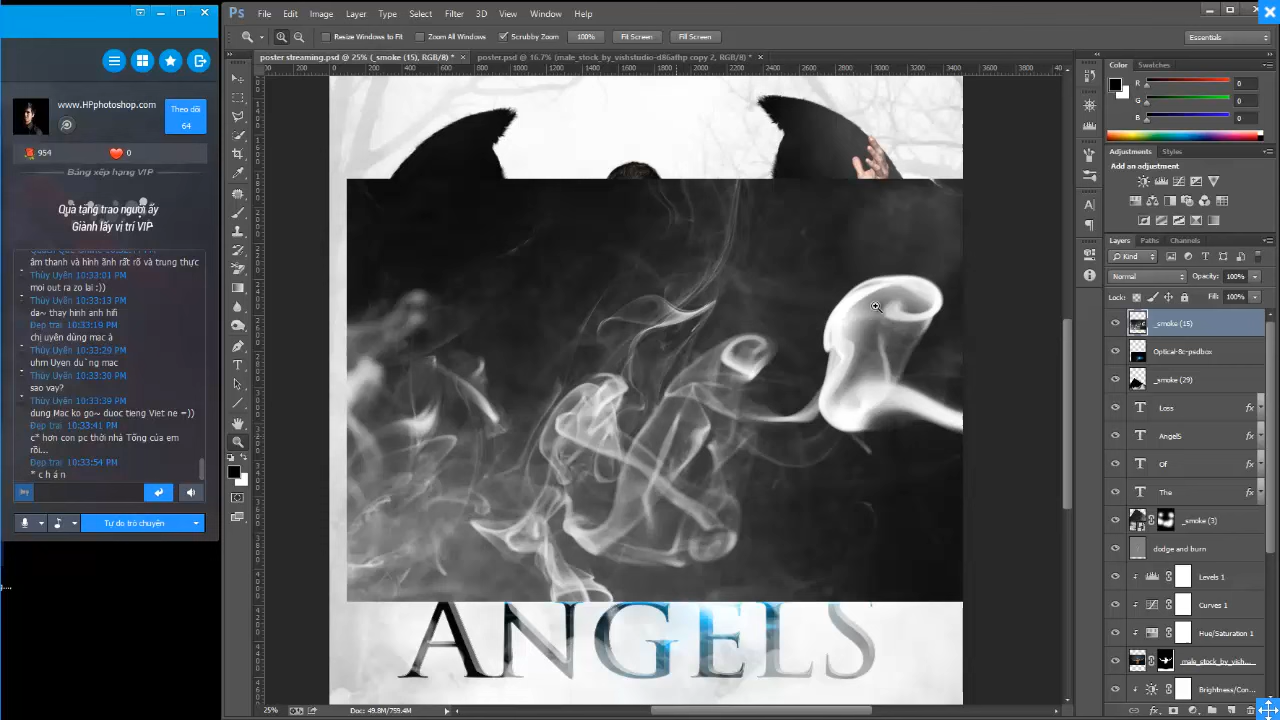 www.HPphotoshop.com
Theo dõi
64
954
0
Bảng xếp hạng VIP
Quà tặng trao người ấy
Giành lấy vị trí VIP
âm thanh và hình ảnh rất rõ và trung thực
Thùy Uyên 10:33:01 PM
moi out ra zo lai :))
Thùy Uyên 10:33:13 PM
da~ thay hinh anh hihi
Đẹp trai 10:33:19 PM
chị uyên dùng mac à
Thùy Uyên 10:33:29 PM
uhm Uyen du`ng mac
Thùy Uyên 10:33:30 PM
sao vay?
Thùy Uyên 10:33:39 PM
dung Mac ko go~ duoc tieng Viet ne =))
Đẹp trai 10:33:41 PM
c* hơn con pc thời nhà Tống của em
rồi...
Đẹp trai 10:33:54 PM
* c h á n
Tự do trò chuyện
Ps File Edit Image Layer Type Select Filter 3D View Window Help
Resize Windows to Fit Zoom All Windows Scrubby Zoom 100% Fit Screen Fill Screen Essentials
poster streaming.psd @ 25% (_smoke (15), RGB/8) * × poster.psd @ 16.7% (male_stock_by_vishstudio-d86afhp copy 2, RGB/8) * ×
ANGELS
25% Doc: 49.8M/759.4M
Color Swatches
R 0
G 0
B 0
Adjustments Styles
Add an adjustment
Layers Paths Channels
Kind
Normal Opacity: 100%
Lock: Fill: 100%
_smoke (15)
Optical-8c-psdbox
_smoke (29)
T Loss fx
T AngelS fx
T Of fx
T The fx
_smoke (3)
dodge and burn
Levels 1
Curves 1
Hue/Saturation 1
male_stock_by_vish...
Brightness/Con...